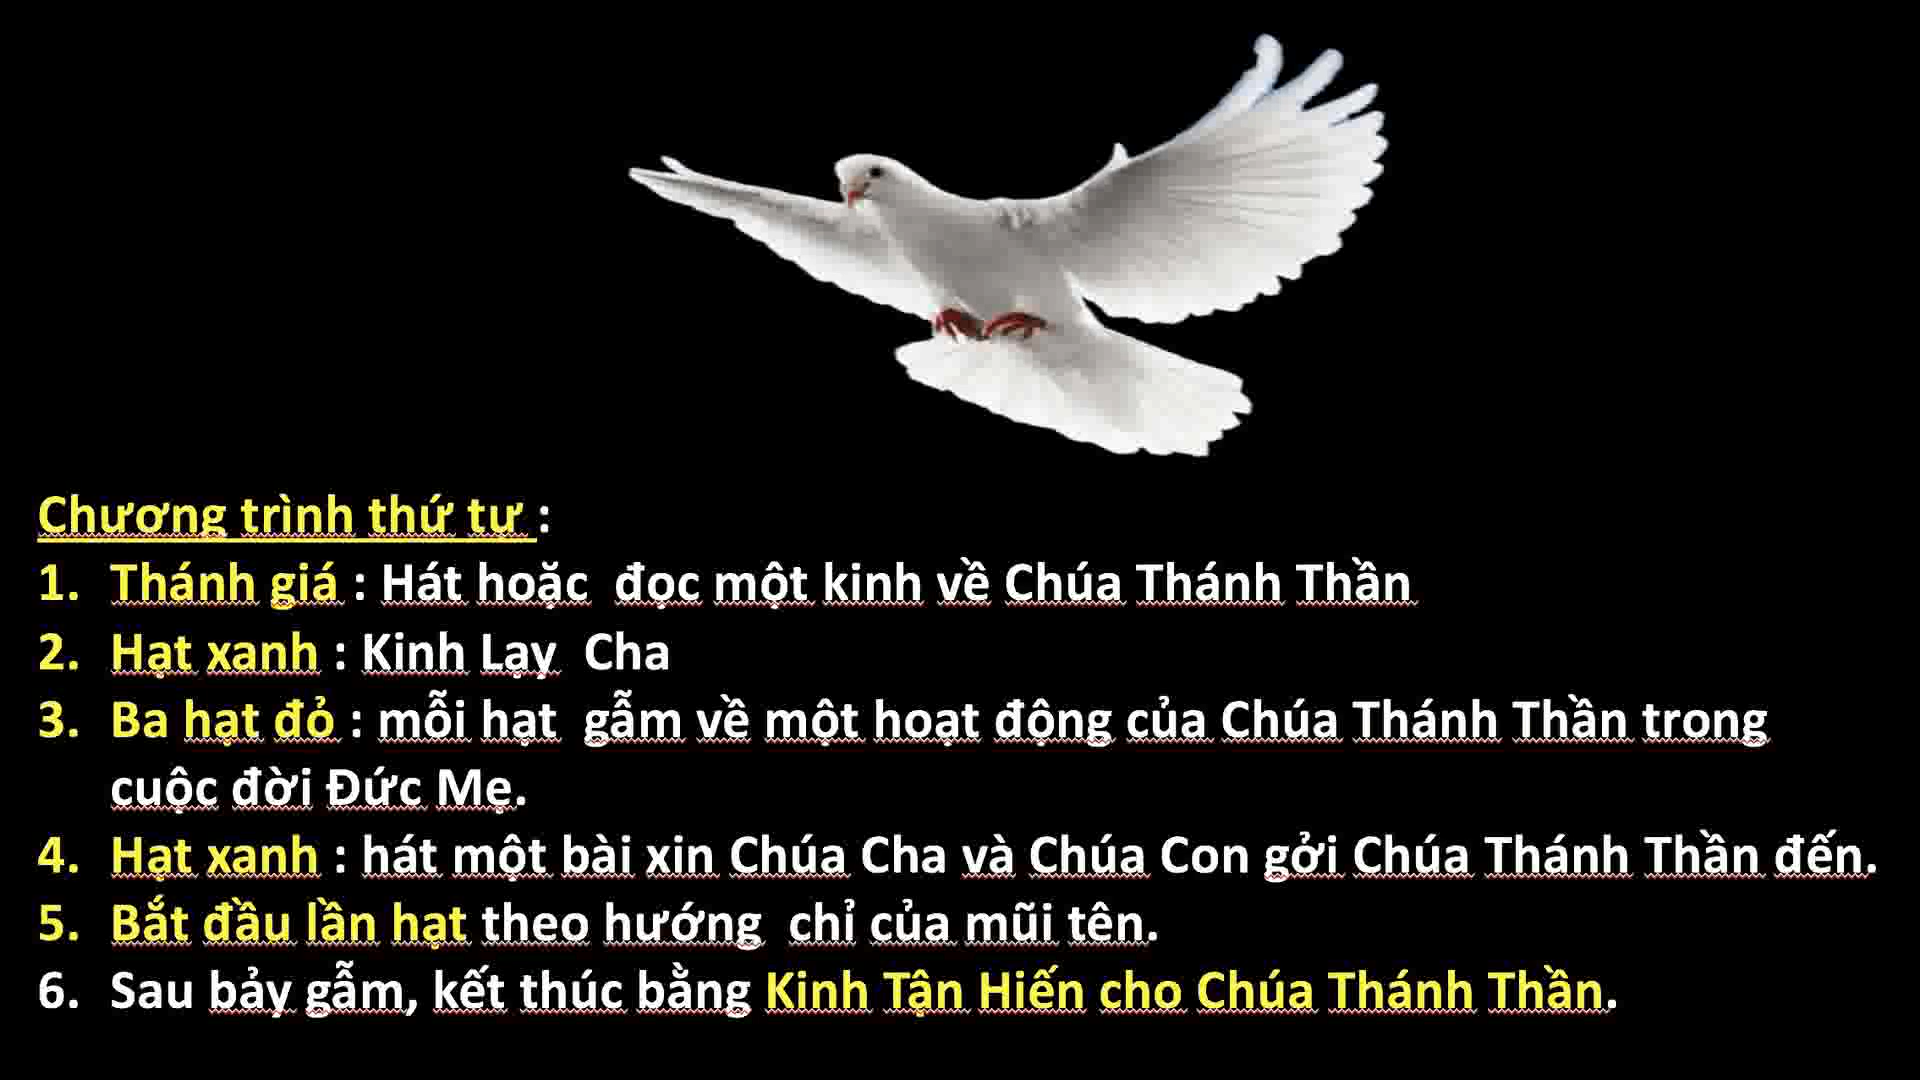 Chương trình thứ tự :
1. Thánh giá : Hát hoặc đọc một kinh về Chúa Thánh Thần
2. Hạt xanh : Kinh Lạy Cha
3. Ba hạt đỏ : mỗi hạt gẫm về một hoạt động của Chúa Thánh Thần trong
cuộc đời Đức Mẹ.
4. Hạt xanh : hát một bài xin Chúa Cha và Chúa Con gởi Chúa Thánh Thần đến.
5. Bắt đầu lần hạt theo hướng chỉ của mũi tên.
6. Sau bảy gẫm, kết thúc bằng Kinh Tận Hiến cho Chúa Thánh Thần.